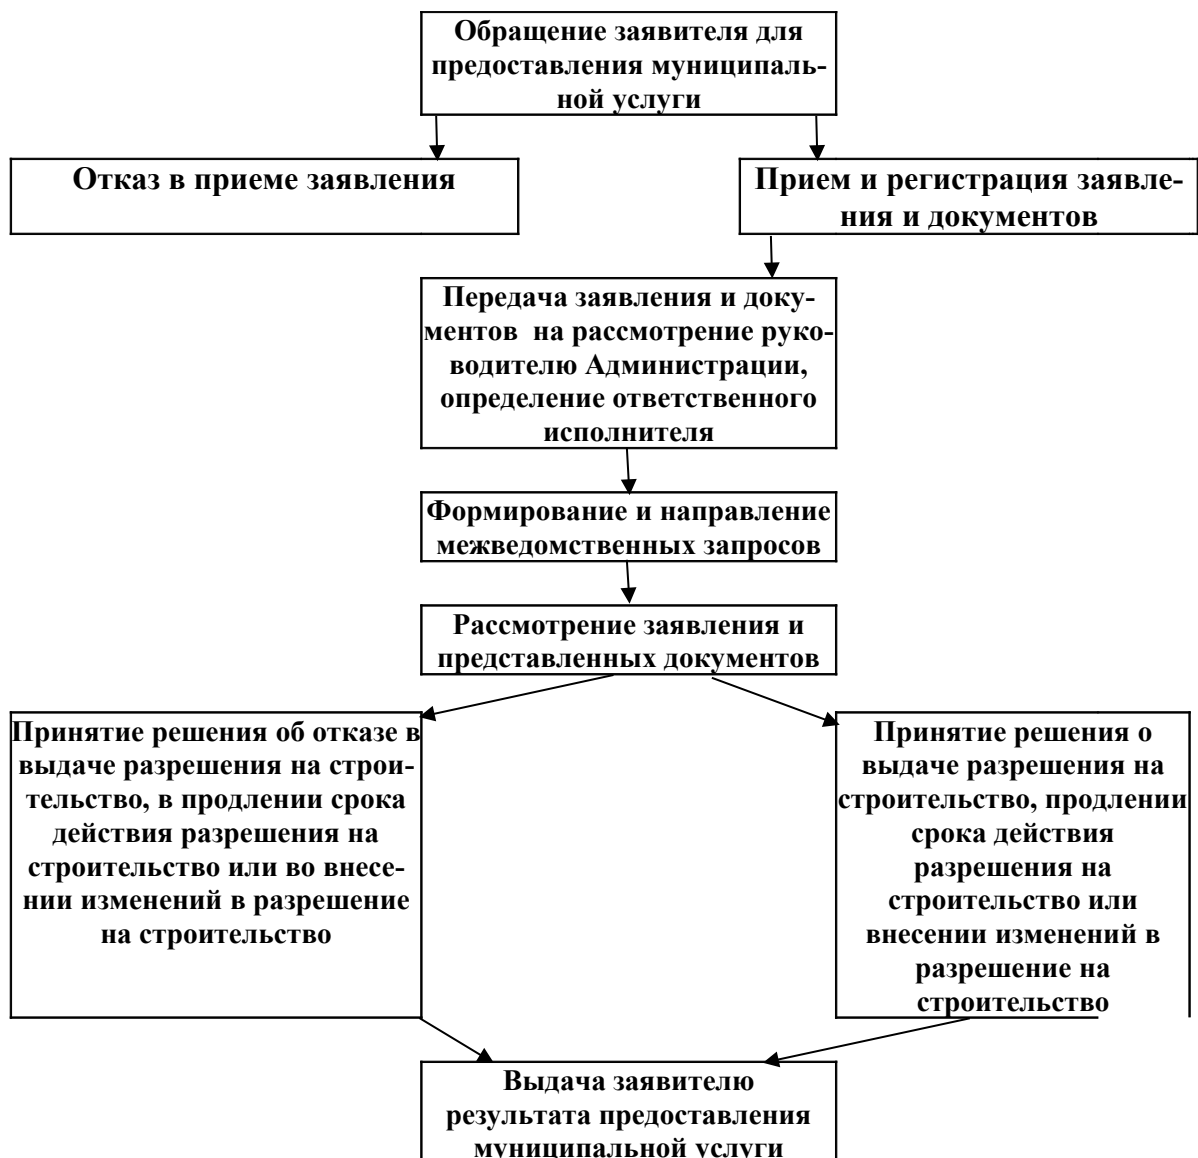 Обращение заявителя для
предоставления муниципаль-
ной услуги
Отказ в приеме заявления
Прием и регистрация заявле-
ния и документов
Передача заявления и доку-
ментов на рассмотрение руко-
водителю Администрации,
определение ответственного
исполнителя
Формирование и направление
межведомственных запросов
Рассмотрение заявления и
представленных документов
Принятие решения об отказе в
выдаче разрешения на строи-
тельство, в продлении срока
действия разрешения на
строительство или во внесе-
нии изменений в разрешение
на строительство
Принятие решения о
выдаче разрешения на
строительство, продлении
срока действия
разрешения на
строительство или
внесении изменений в
разрешение на
строительство
Выдача заявителю
результата предоставления
муниципальной услуги